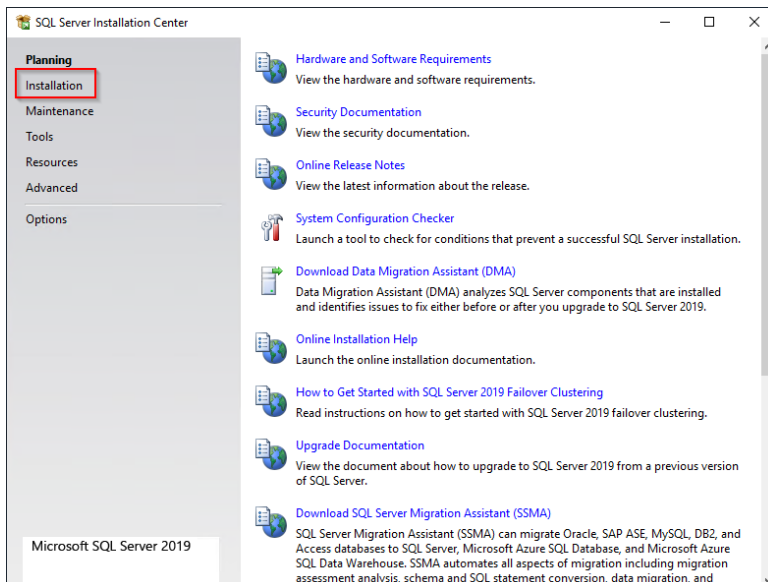 SQL Server Installation Center
Planning
Installation
Maintenance
Tools
Resources
Advanced
Options
Microsoft SQL Server 2019
Hardware and Software Requirements
View the hardware and software requirements.
Security Documentation
View the security documentation.
Online Release Notes
View the latest information about the release.
System Configuration Checker
Launch a tool to check for conditions that prevent a successful SQL Server installation.
Download Data Migration Assistant (DMA)
Data Migration Assistant (DMA) analyzes SQL Server components that are installed
and identifies issues to fix either before or after you upgrade to SQL Server 2019.
Online Installation Help
Launch the online installation documentation.
How to Get Started with SQL Server 2019 Failover Clustering
Read instructions on how to get started with SQL Server 2019 failover clustering.
Upgrade Documentation
View the document about how to upgrade to SQL Server 2019 from a previous version
of SQL Server.
Download SQL Server Migration Assistant (SSMA)
SQL Server Migration Assistant (SSMA) can migrate Oracle, SAP ASE, MySQL, DB2, and
Access databases to SQL Server, Microsoft Azure SQL Database, and Microsoft Azure
SQL Data Warehouse. SSMA automates all aspects of migration including migration
assessment analysis, schema and SQL statement conversion, data migration, and